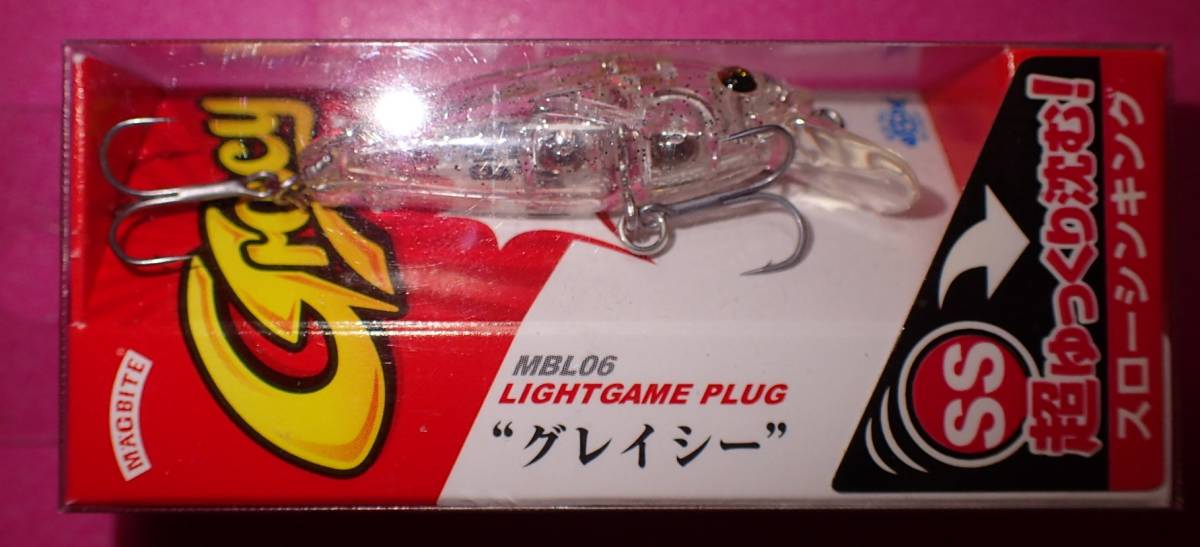 Gracy
MAGBITE
MBL06
LIGHTGAME PLUG
“グレイシー”
SS
超ゆっくり沈む!
スローシンキング